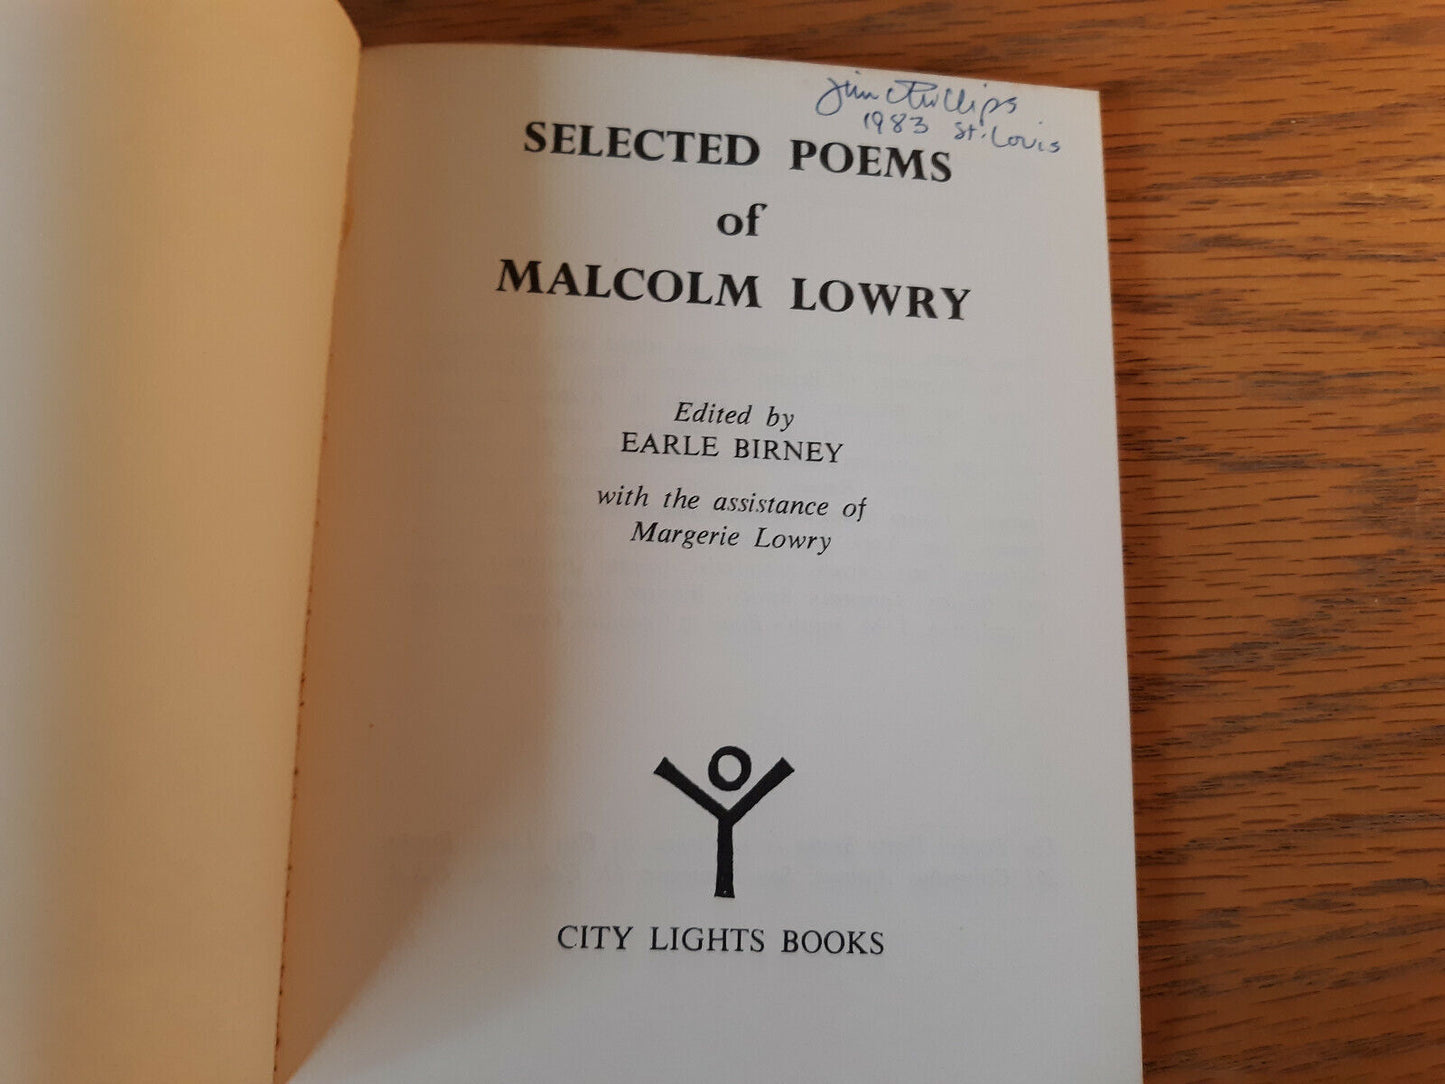 Jim Phillips
1983 St. Louis
SELECTED POEMS
of
MALCOLM LOWRY
Edited by
EARLE BIRNEY
with the assistance of
Margerie Lowry
CITY LIGHTS BOOKS